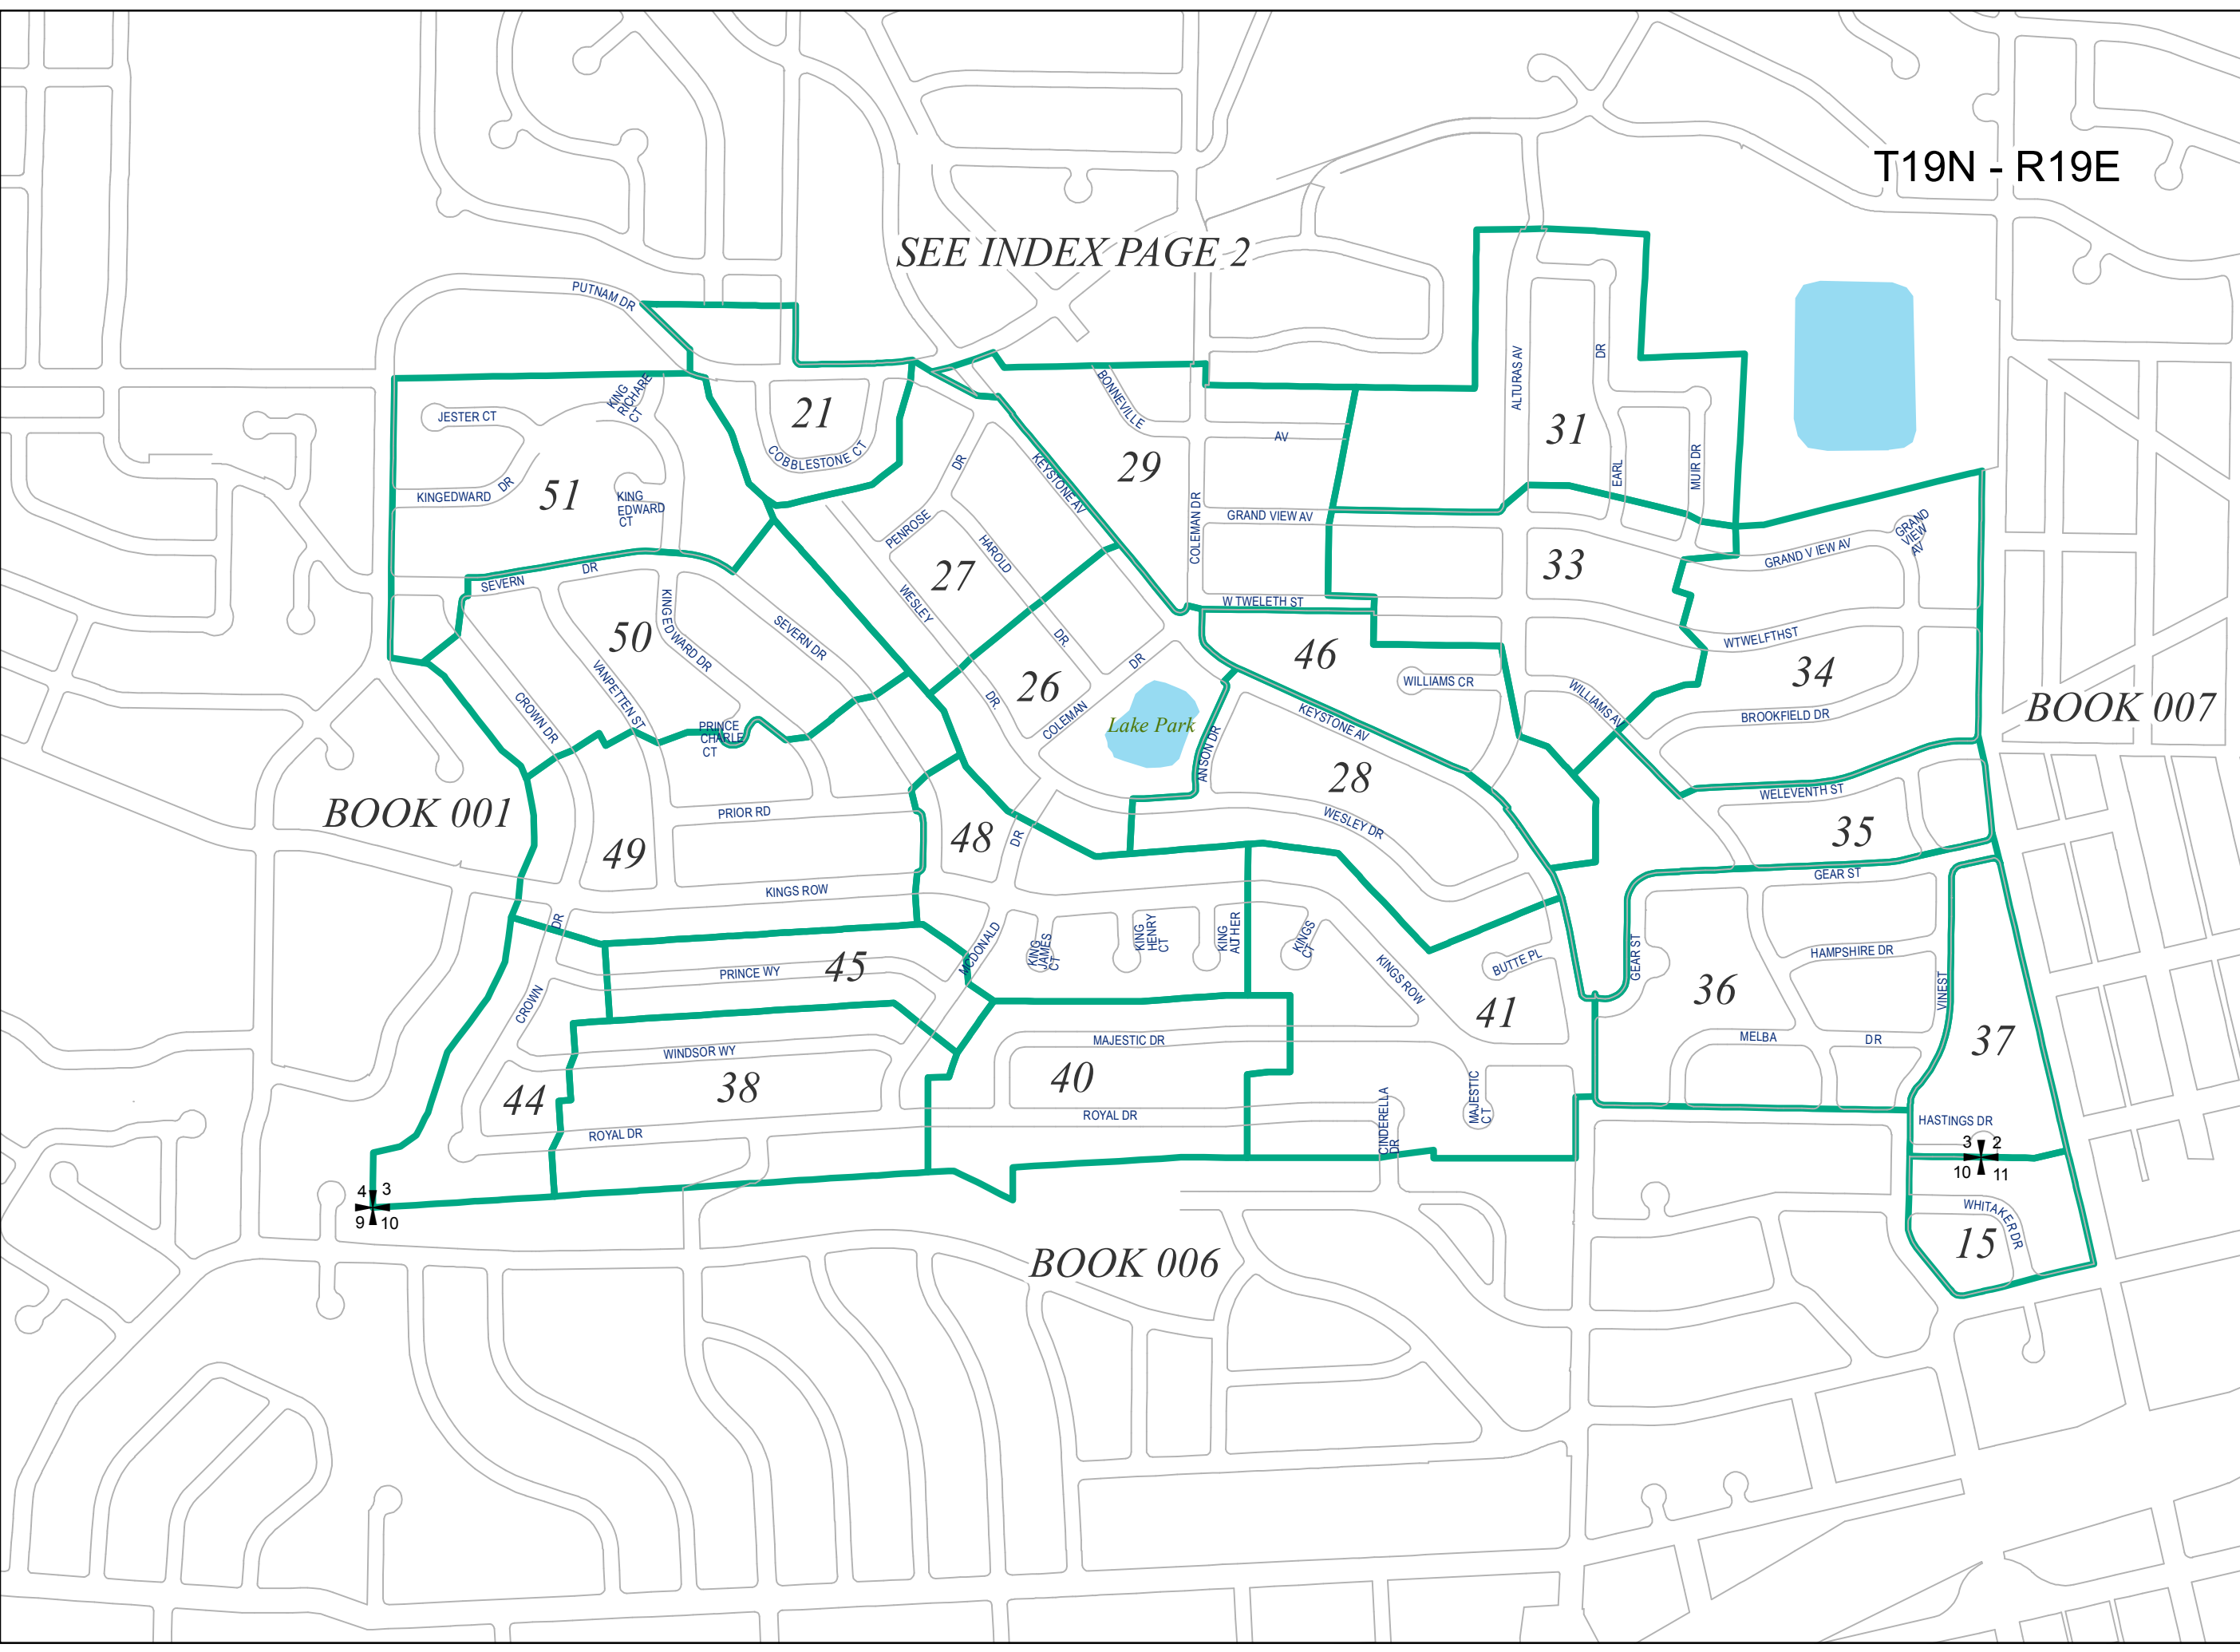 T19N - R19E
SEE INDEX PAGE 2
PUTNAM DR
JESTER CT
KING
RICHARE
CT
21
COBBLESTONE CT
BONNEVILLE
AV
ALTURAS AV
DR
31
EARL
MUIR DR
KINGEDWARD DR
51
KING
EDWARD
CT
DR
KEYSTONE AV
29
COLEMAN DR
GRAND VIEW AV
PENROSE
HAROLD
DR.
27
WESLEY
DR.
33
GRAND V IEW AV
GRAND
VIEW
AV
SEVERN
DR
KINGEDWARD DR
SEVERN DR
50
VANPETTEN ST
CROWN DR
PRINCE
CHARLE
CT
W TWELETH ST
46
WILLIAMS CR
WILLIAMS AV
WTWELFTHST
34
BROOKFIELD DR
BOOK 007
26
COLEMAN
DR
Lake Park
ANSON DR
KEYSTONE AV
28
WESLEY DR
WELEVENTH ST
35
GEAR ST
BOOK 001
PRIOR RD
49
48
DR
KINGS ROW
DR
MCDONALD
KING
JAMES
CT
KING
HENRY
CT
KING
ALTHER
KINGS
CT
KINGS ROW
BUTTE PL
41
GEAR ST
36
HAMPSHIRE DR
VINEST
37
MELBA
DR
PRINCE WY
45
CROWN
WINDSOR WY
38
44
ROYAL DR
MAJESTIC DR
40
ROYAL DR
CINDERELLA
DR
MAJESTIC
CT
HASTINGS DR
3 2
10 11
4 3
9 10
WHITAKER DR
15
BOOK 006